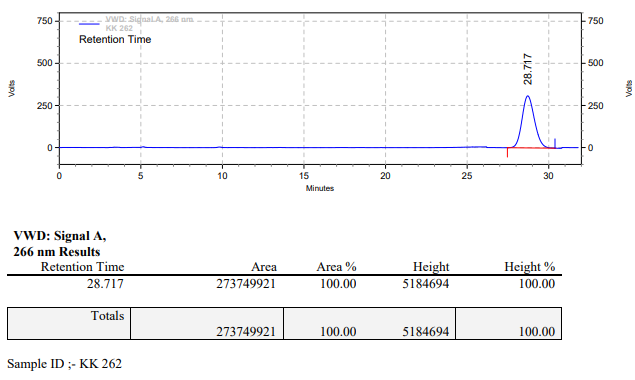 VWD: Signal A, 266 nm
KK 262
Retention Time
750
500
250
0
Volts
750
500
250
0
Volts
28.717
0 5 10 15 20 25 30
Minutes
VWD: Signal A,
266 nm Results
Retention Time Area Area % Height Height %
28.717 273749921 100.00 5184694 100.00
Totals
273749921 100.00 5184694 100.00
Sample ID ;- KK 262